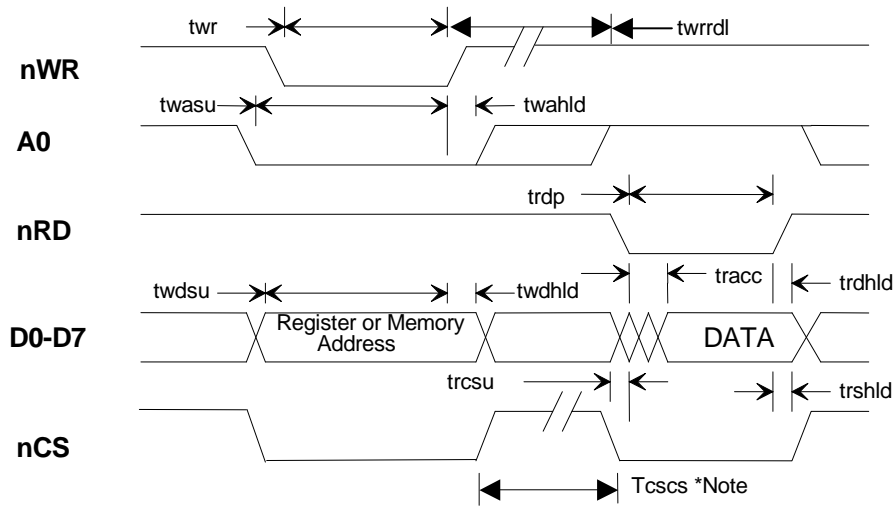 twr
twrrdl
nWR
twasu
twahld
A0
trdp
nRD
twdsu
twdhld
tracc
trdhld
D0-D7
Register or Memory
Address
DATA
trcsu
trshld
nCS
Tcscs *Note